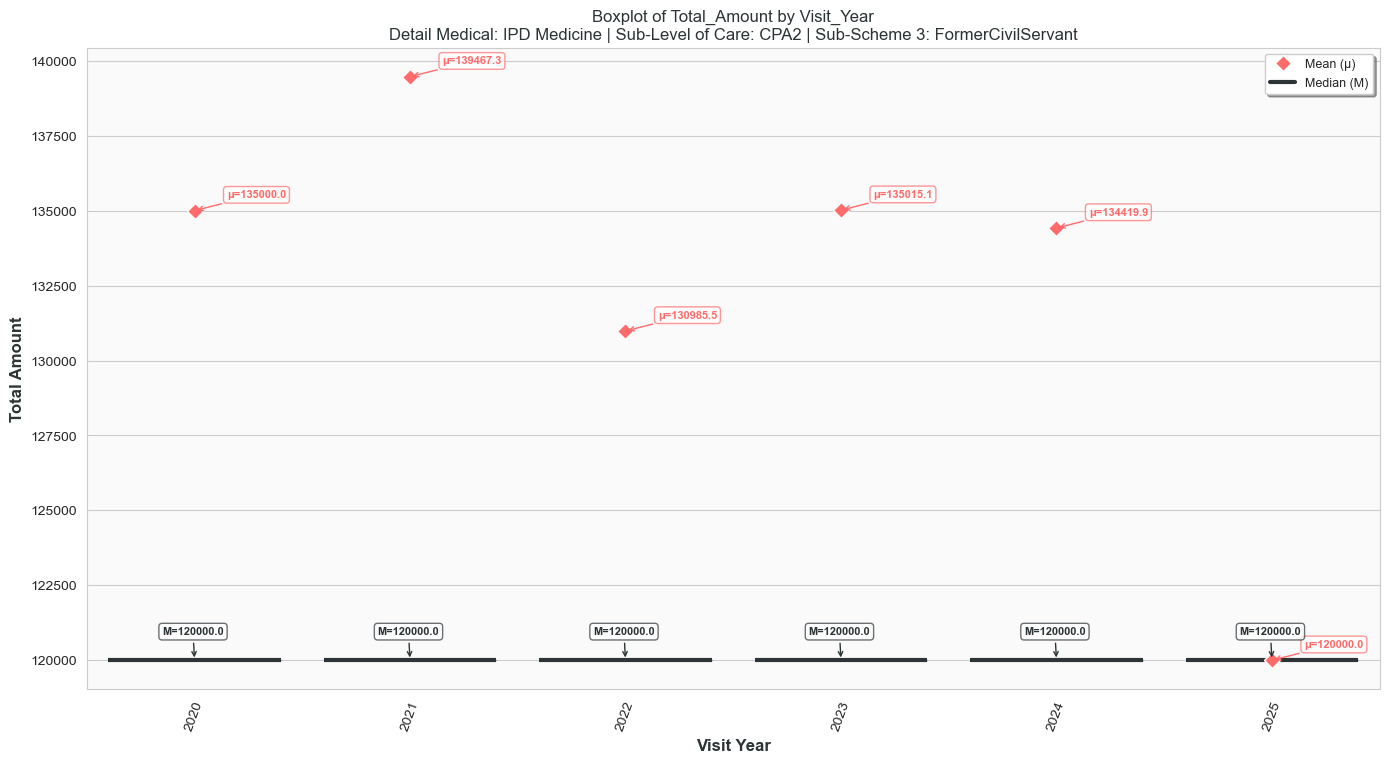 Boxplot of Total_Amount by Visit_Year
Detail Medical: IPD Medicine | Sub-Level of Care: CPA2 | Sub-Scheme 3: FormerCivilServant
Mean (μ)
Median (M)
Total Amount
140000
137500
135000
132500
130000
127500
125000
122500
120000
μ=135000.0
μ=139467.3
μ=130985.5
μ=135015.1
μ=134419.9
μ=120000.0
M=120000.0
M=120000.0
M=120000.0
M=120000.0
M=120000.0
M=120000.0
2020
2021
2022
2023
2024
2025
Visit Year